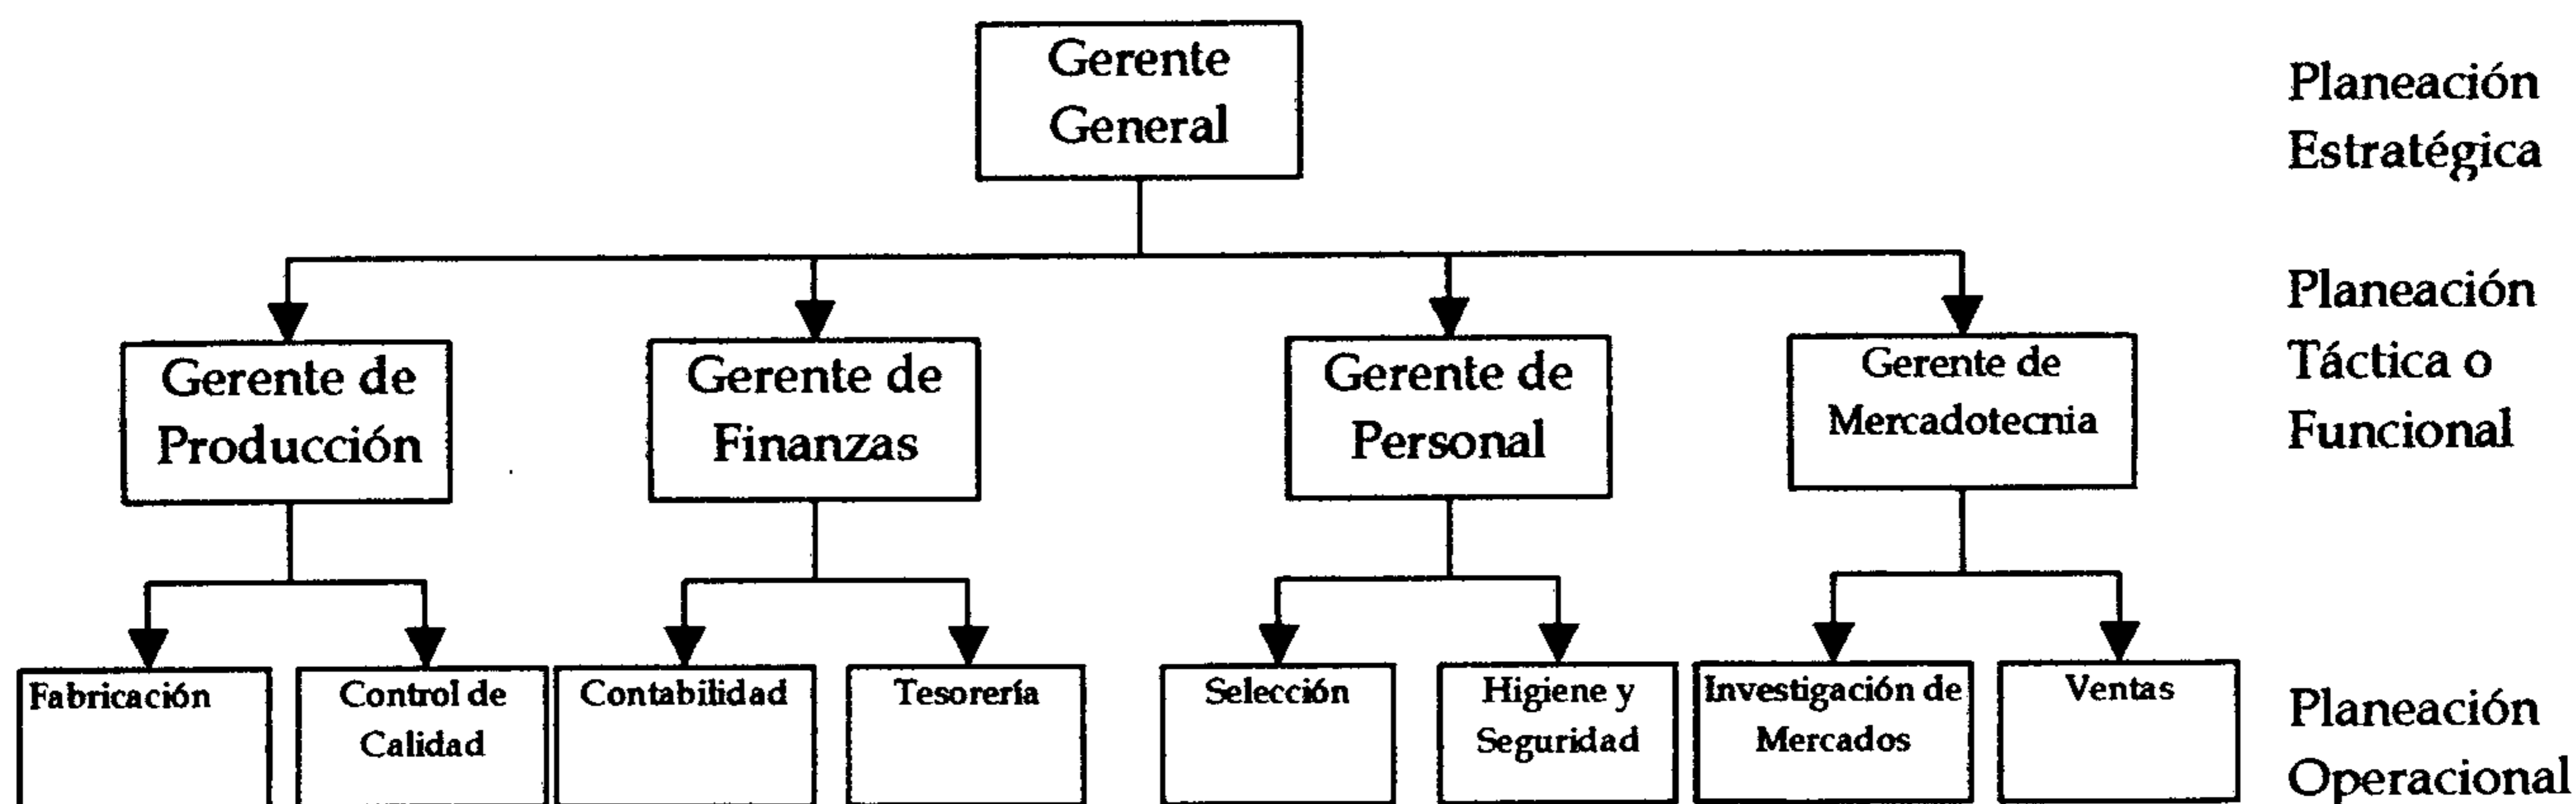 Gerente
General
Planeación
Estratégica
Planeación
Táctica o
Funcional
Gerente de
Producción
Gerente de
Finanzas
Gerente de
Personal
Gerente de
Mercadotecnia
Fabricación
Control de
Calidad
Contabilidad
Tesorería
Selección
Higiene y
Seguridad
Investigación de
Mercados
Ventas
Planeación
Operacional